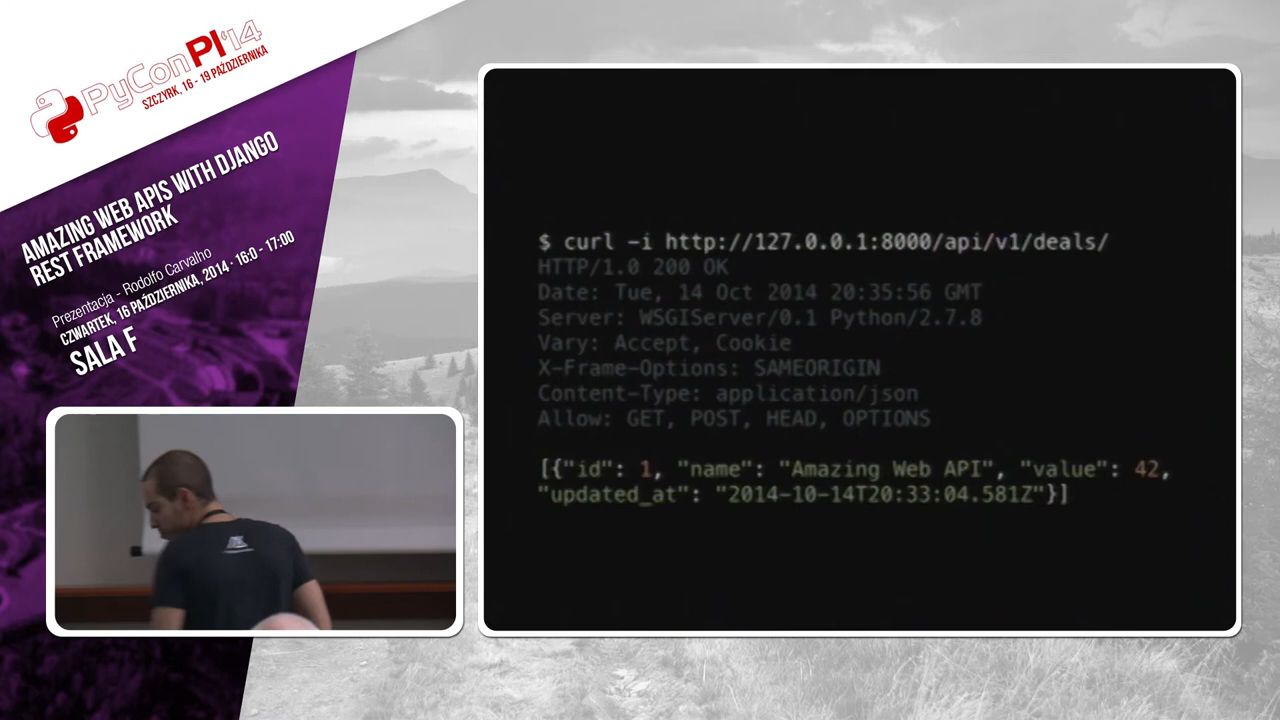 PyConPl'14
SZCZYRK, 16 - 19 PAŹDZIERNIKA
AMAZING WEB APIS WITH DJANGO
REST FRAMEWORK
Prezentacja - Rodolfo Carvalho
CZWARTEK, 16 PAŹDZIERNIKA, 2014 · 16:0 - 17:00
SALA F
$ curl -i http://127.0.0.1:8000/api/v1/deals/
HTTP/1.0 200 OK
Date: Tue, 14 Oct 2014 20:35:56 GMT
Server: WSGIServer/0.1 Python/2.7.8
Vary: Accept, Cookie
X-Frame-Options: SAMEORIGIN
Content-Type: application/json
Allow: GET, POST, HEAD, OPTIONS
[{"id": 1, "name": "Amazing Web API", "value": 42,
"updated_at": "2014-10-14T20:33:04.581Z"}]